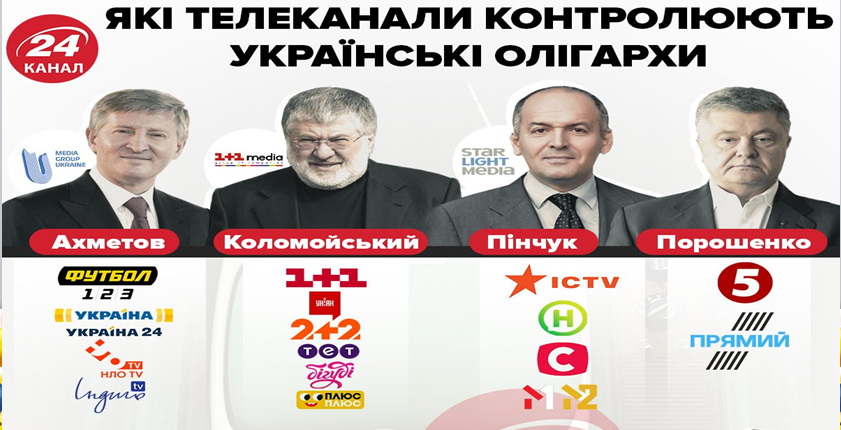 24
КАНАЛ
ЯКІ ТЕЛЕКАНАЛИ КОНТРОЛЮЮТЬ
УКРАЇНСЬКІ ОЛІГАРХИ
MEDIA
GROUP
UKRAINE
1+1 media
STAR
LIGHT
MEDIA
Ахметов
Коломойський
Пінчук
Порошенко
ФУТБОЛ
1 2 3
УКРАЇНА
УКРАЇНА 24
TV
НЛО TV
Індиго tv
1+1
УНІАН
2+2
ТЕТ
бігуді
ПЛЮС
ПЛЮС
ICTV
Н
С
М1 М2
5
ПРЯМИЙ